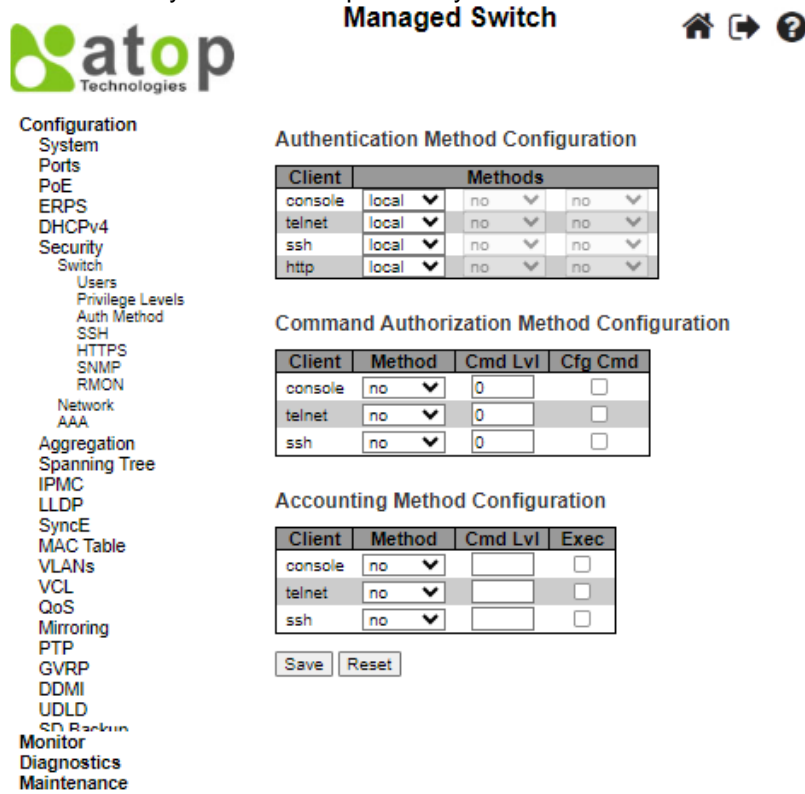 Managed Switch
atop
Technologies
Configuration
System
Ports
PoE
ERPS
DHCPv4
Security
Switch
Users
Privilege Levels
Auth Method
SSH
HTTPS
SNMP
RMON
Network
AAA
Aggregation
Spanning Tree
IPMC
LLDP
SyncE
MAC Table
VLANs
VCL
QoS
Mirroring
PTP
GVRP
DDMI
UDLD
SD Backup
Monitor
Diagnostics
Maintenance
Authentication Method Configuration
Client Methods
console local no no
telnet local no no
ssh local no no
http local no no
Command Authorization Method Configuration
Client Method Cmd Lvl Cfg Cmd
console no 0
telnet no 0
ssh no 0
Accounting Method Configuration
Client Method Cmd Lvl Exec
console no
telnet no
ssh no
Save Reset